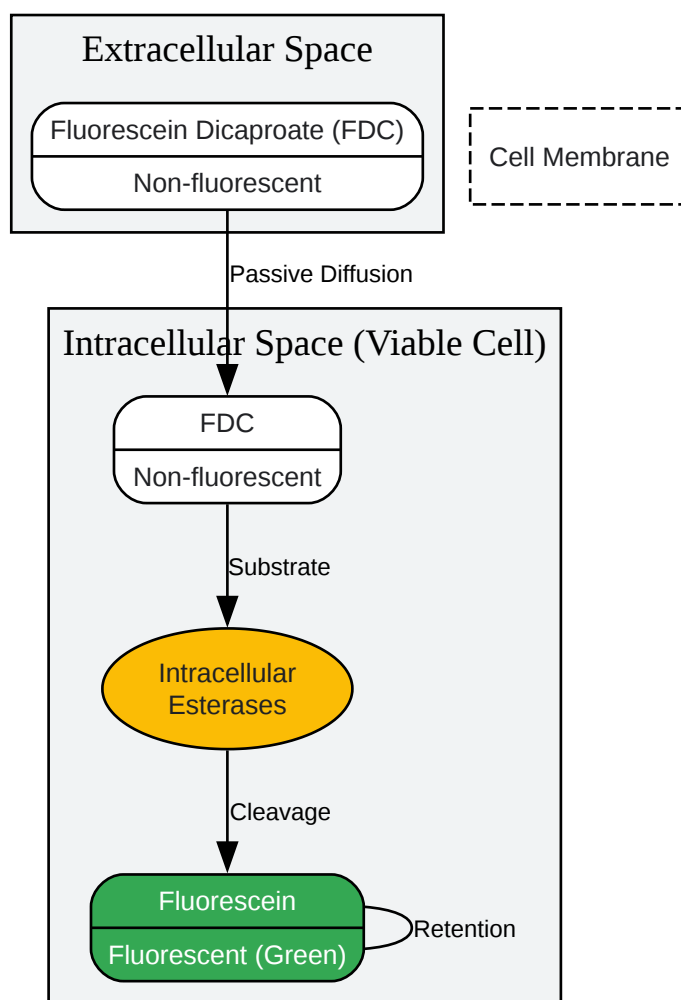 Extracellular Space
Fluorescein Dicaproate (FDC)
Non-fluorescent
Cell Membrane
Passive Diffusion
Intracellular Space (Viable Cell)
FDC
Non-fluorescent
Substrate
Intracellular
Esterases
Cleavage
Fluorescein
Fluorescent (Green)
Retention